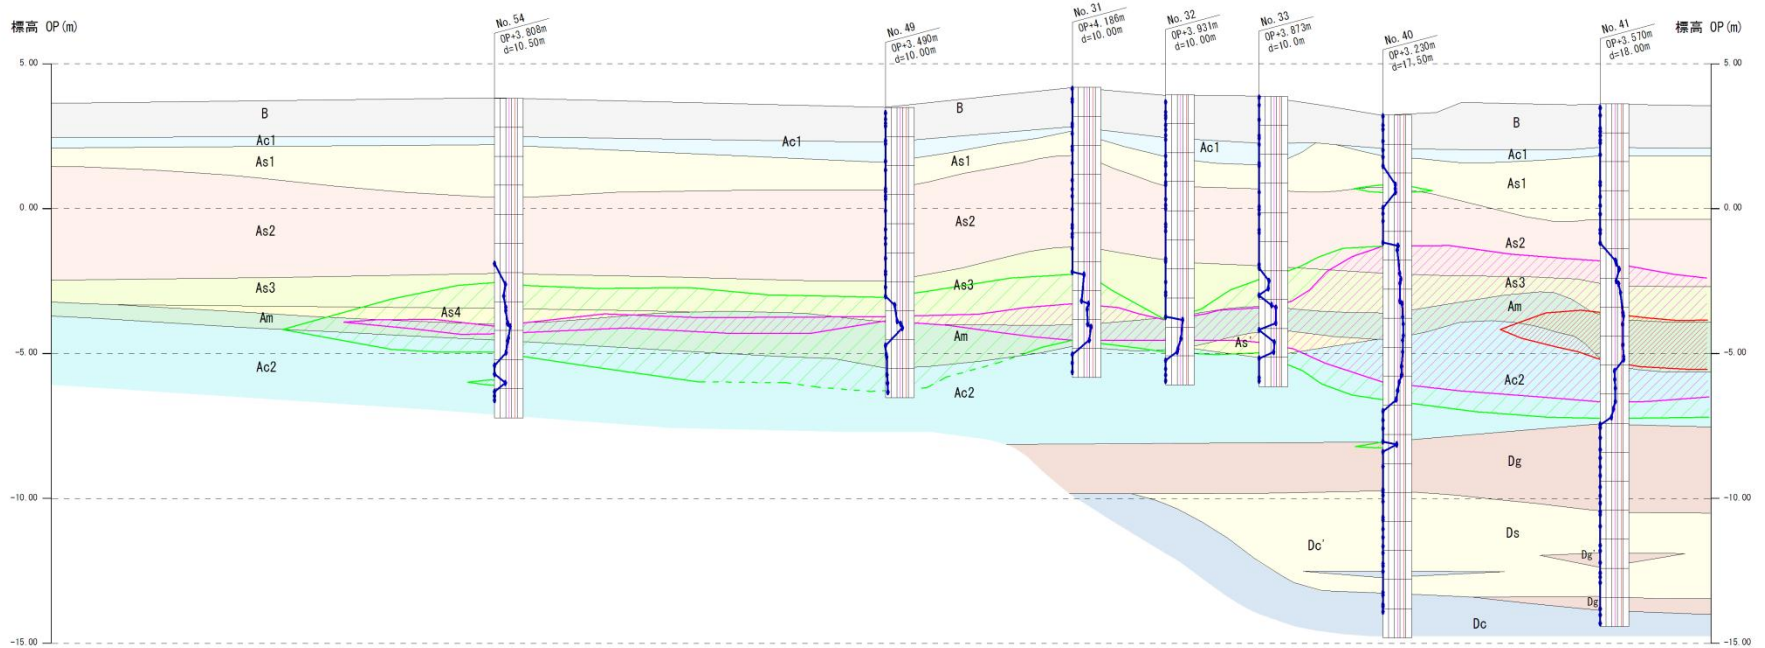 標高 OP(m)
No. 54
OP+3.808m
d=10.50m
No. 49
OP+3.490m
d=10.00m
No. 31
OP+4.186m
d=10.00m
No. 32
OP+3.931m
d=10.00m
No. 33
OP+3.873m
d=10.0m
No. 40
OP+3.230m
d=17.50m
No. 41
OP+3.570m
d=18.00m
標高 OP(m)
5.00
5.00
B
B
B
Ac1
Ac1
Ac1
Ac1
As1
As1
As1
0.00
0.00
As2
As2
As2
As3
As3
As3
As4
Am
Am
Am
As'
-5.00
-5.00
Ac2
Ac2
Ac2
Dg
-10.00
-10.00
Dc'
Ds
Dg'
Dg
Dc
-15.00
-15.00